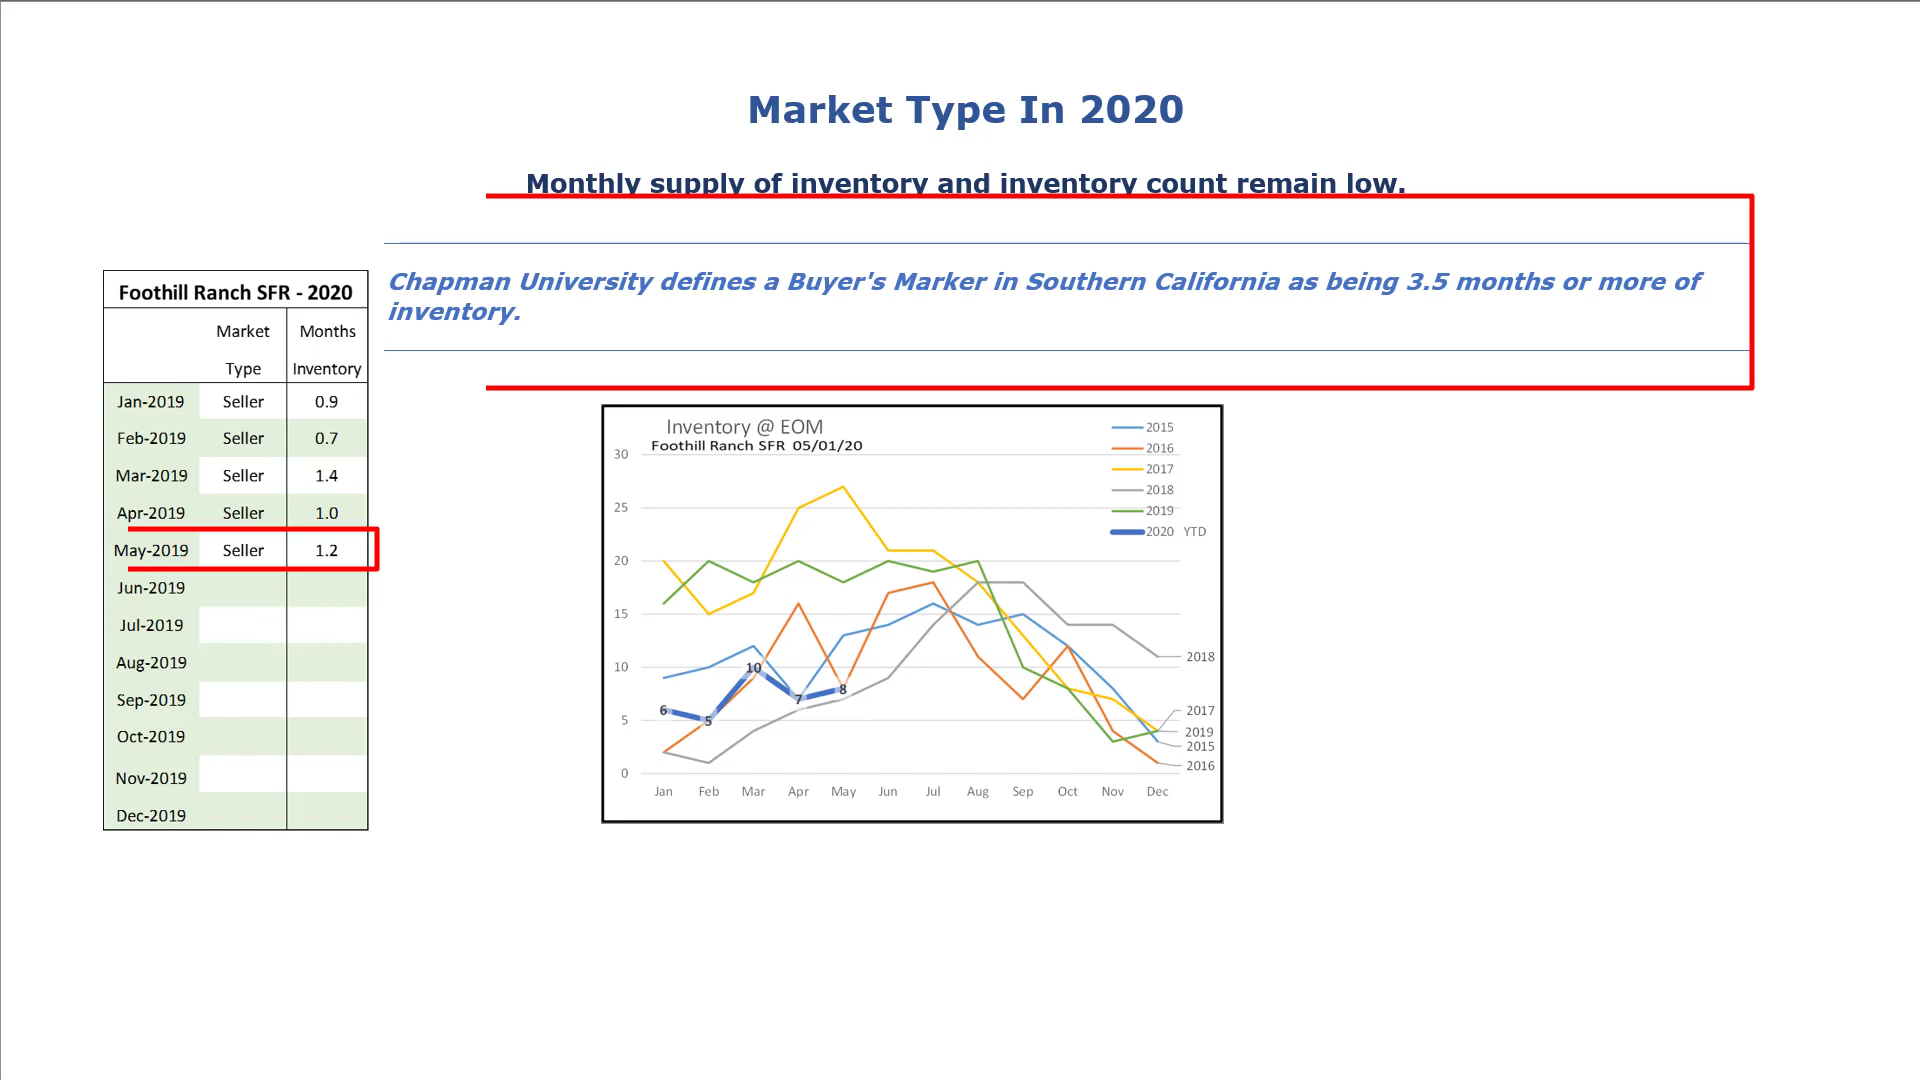 Market Type In 2020
Monthly supply of inventory and inventory count remain low.
Chapman University defines a Buyer's Marker in Southern California as being 3.5 months or more of
inventory.
Foothill Ranch SFR - 2020
Market Months
Type Inventory
Jan-2019 Seller 0.9
Feb-2019 Seller 0.7
Mar-2019 Seller 1.4
Apr-2019 Seller 1.0
May-2019 Seller 1.2
Jun-2019
Jul-2019
Aug-2019
Sep-2019
Oct-2019
Nov-2019
Dec-2019
Inventory @ EOM
Foothill Ranch SFR 05/01/20
2015
2016
2017
2018
2019
2020 YTD
30
25
20
15
10
5
0
6
5
10
7
8
2018
2017
2019
2015
2016
Jan Feb Mar Apr May Jun Jul Aug Sep Oct Nov Dec